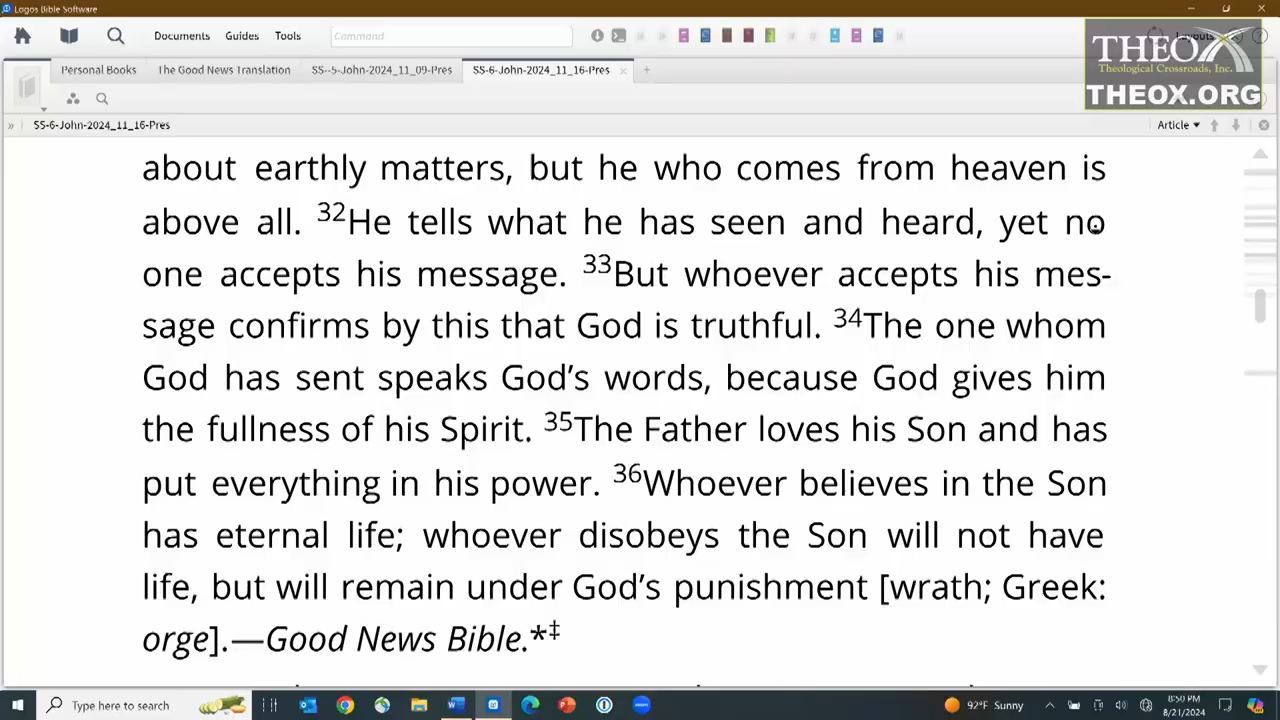 Logos Bible Software
Documents Guides Tools Command Layouts
THEOX
Theological Crossroads, Inc.
THEOX.ORG
Personal Books The Good News Translation SS--5-John-2024_11_09-Pres SS-6-John-2024_11_16-Pres
SS-6-John-2024_11_16-Pres Article
about earthly matters, but he who comes from heaven is
above all. ³²He tells what he has seen and heard, yet no
one accepts his message. ³³But whoever accepts his mes-
sage confirms by this that God is truthful. ³⁴The one whom
God has sent speaks God’s words, because God gives him
the fullness of his Spirit. ³⁵The Father loves his Son and has
put everything in his power. ³⁶Whoever believes in the Son
has eternal life; whoever disobeys the Son will not have
life, but will remain under God’s punishment [wrath; Greek:
orge].—Good News Bible.*‡
Type here to search 92°F Sunny 8:50 PM
8/21/2024